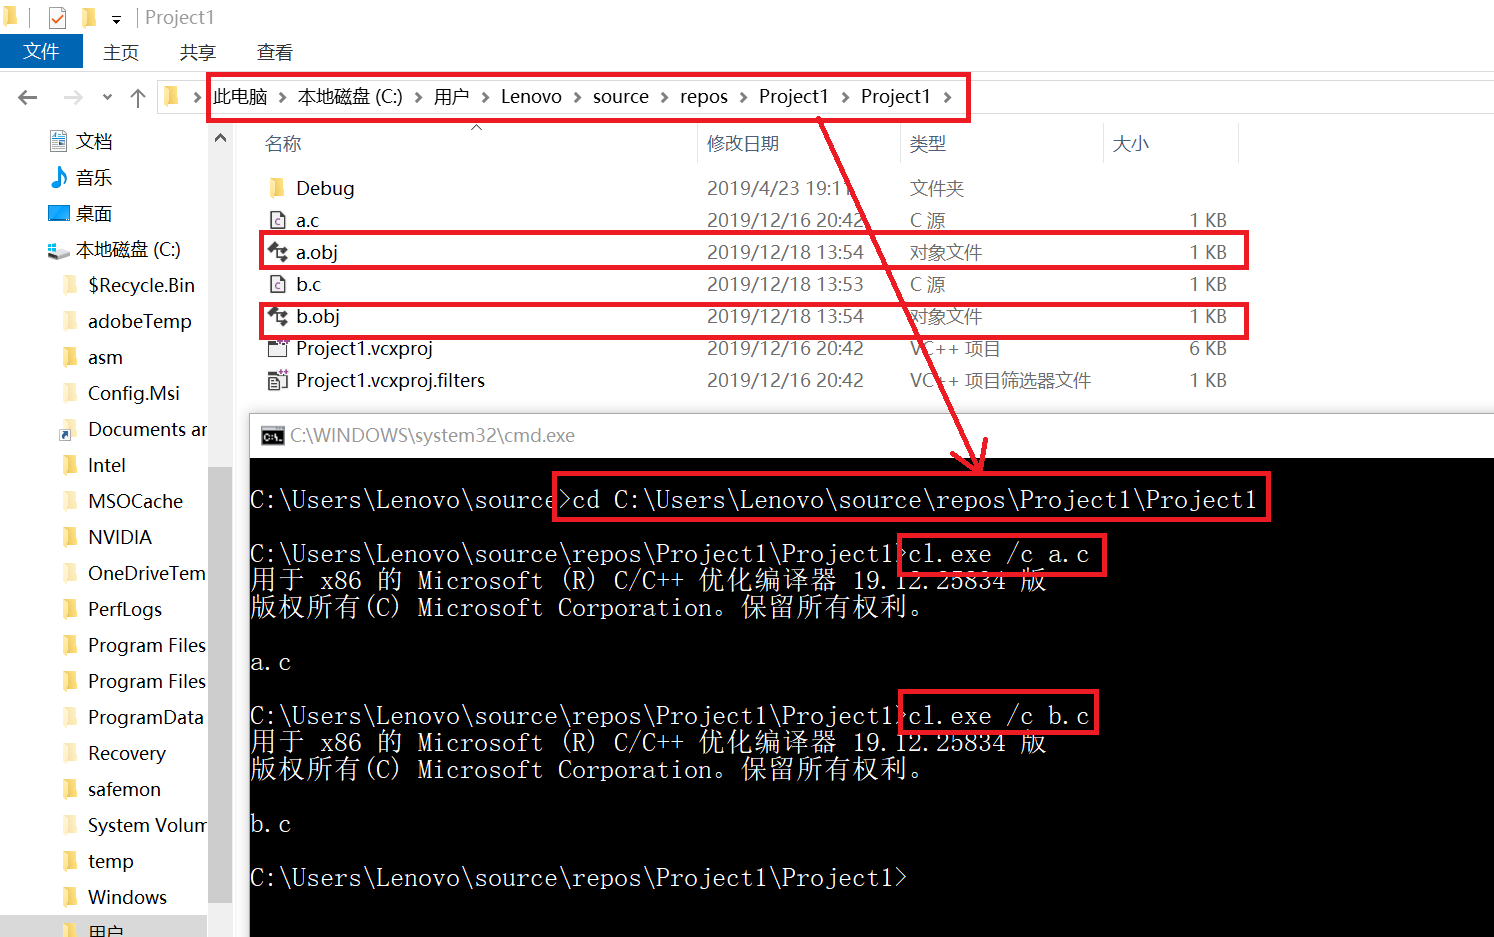 Project1
文件 主页 共享 查看
此电脑 > 本地磁盘 (C:) > 用户 > Lenovo > source > repos > Project1 > Project1 >
文档
音乐
桌面
本地磁盘 (C:)
$Recycle.Bin
adobeTemp
asm
Config.Msi
Documents ar
Intel
MSOCache
NVIDIA
OneDriveTem
PerfLogs
Program Files
Program Files
ProgramData
Recovery
safemon
System Volum
temp
Windows
用户
名称 修改日期 类型 大小
Debug 2019/4/23 19:11 文件夹
a.c 2019/12/16 20:42 C 源 1 KB
a.obj 2019/12/18 13:54 对象文件 1 KB
b.c 2019/12/18 13:53 C 源 1 KB
b.obj 2019/12/18 13:54 对象文件 1 KB
Project1.vcxproj 2019/12/16 20:42 VC++ 项目 6 KB
Project1.vcxproj.filters 2019/12/16 20:42 VC++ 项目筛选器文件 1 KB
C:\WINDOWS\system32\cmd.exe
C:\Users\Lenovo\source>cd C:\Users\Lenovo\source\repos\Project1\Project1
C:\Users\Lenovo\source\repos\Project1\Project1>cl.exe /c a.c
用于 x86 的 Microsoft (R) C/C++ 优化编译器 19.12.25834 版
版权所有(C) Microsoft Corporation。保留所有权利。
a.c
C:\Users\Lenovo\source\repos\Project1\Project1>cl.exe /c b.c
用于 x86 的 Microsoft (R) C/C++ 优化编译器 19.12.25834 版
版权所有(C) Microsoft Corporation。保留所有权利。
b.c
C:\Users\Lenovo\source\repos\Project1\Project1>